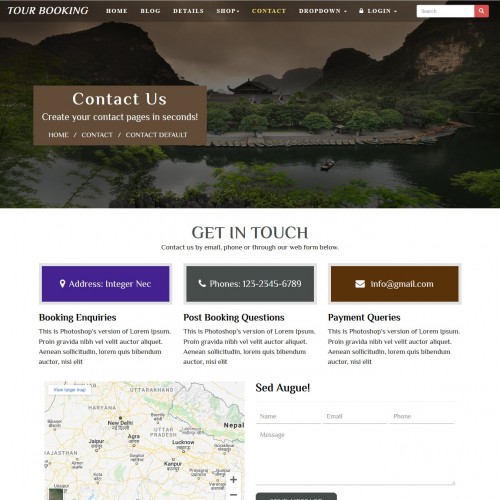 TOUR BOOKING
HOME BLOG DETAILS SHOP CONTACT DROPDOWN LOGIN
Search
Contact Us
Create your contact pages in seconds!
HOME / CONTACT / CONTACT DEFAULT
GET IN TOUCH
Contact us by email, phone or through our web form below.
Address: Integer Nec
Phones: 123-2345-6789
info@gmail.com
Booking Enquiries
This is Photoshop's version of Lorem Ipsum.
Proin gravida nibh vel velit auctor aliquet.
Aenean sollicitudin, lorem quis bibendum
auctor, nisi elit
Post Booking Questions
This is Photoshop's version of Lorem Ipsum.
Proin gravida nibh vel velit auctor aliquet.
Aenean sollicitudin, lorem quis bibendum
auctor, nisi elit
Payment Queries
This is Photoshop's version of Lorem Ipsum.
Proin gravida nibh vel velit auctor aliquet.
Aenean sollicitudin, lorem quis bibendum
auctor, nisi elit
View larger map
UTTARAKHAND
HARYANA
New Delhi
Nepal
Agra
Jaipur
Lucknow
UTTAR
PRADESH
RAJASTHAN
Kanpur
Sed Augue!
Name
Email
Phone
Message